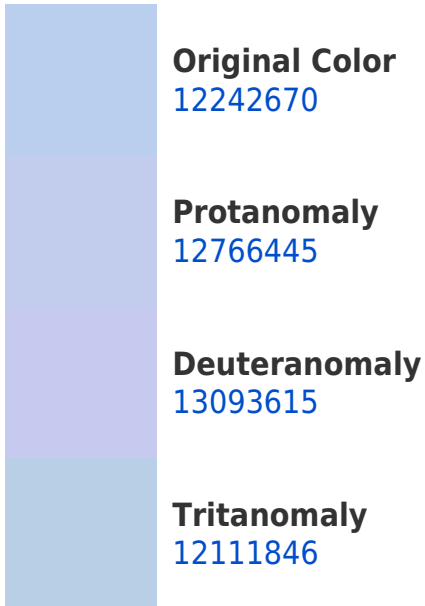 Original Color
12242670
Protanomaly
12766445
Deuteranomaly
13093615
Tritanomaly
12111846